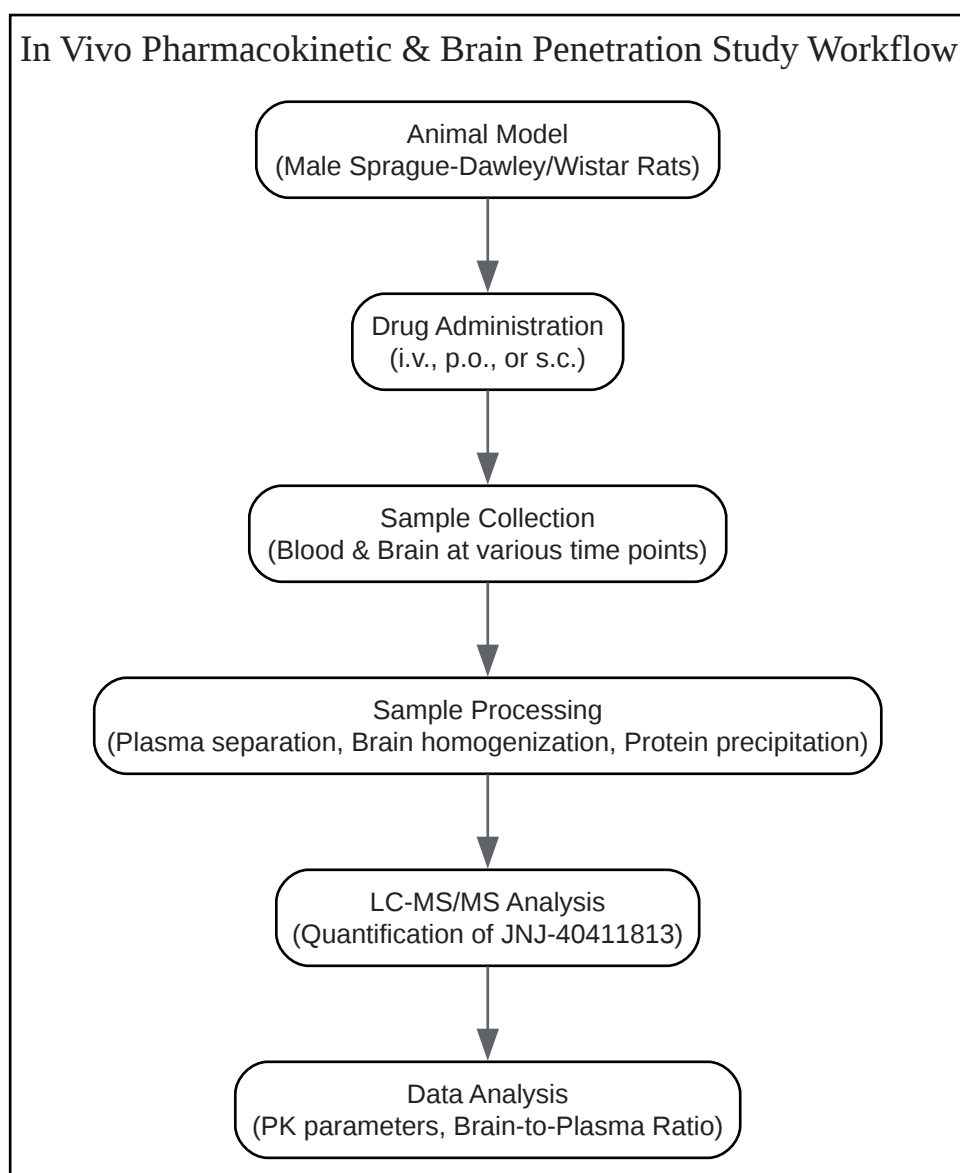 In Vivo Pharmacokinetic & Brain Penetration Study Workflow
Animal Model
(Male Sprague-Dawley/Wistar Rats)
Drug Administration
(i.v., p.o., or s.c.)
Sample Collection
(Blood & Brain at various time points)
Sample Processing
(Plasma separation, Brain homogenization, Protein precipitation)
LC-MS/MS Analysis
(Quantification of JNJ-40411813)
Data Analysis
(PK parameters, Brain-to-Plasma Ratio)